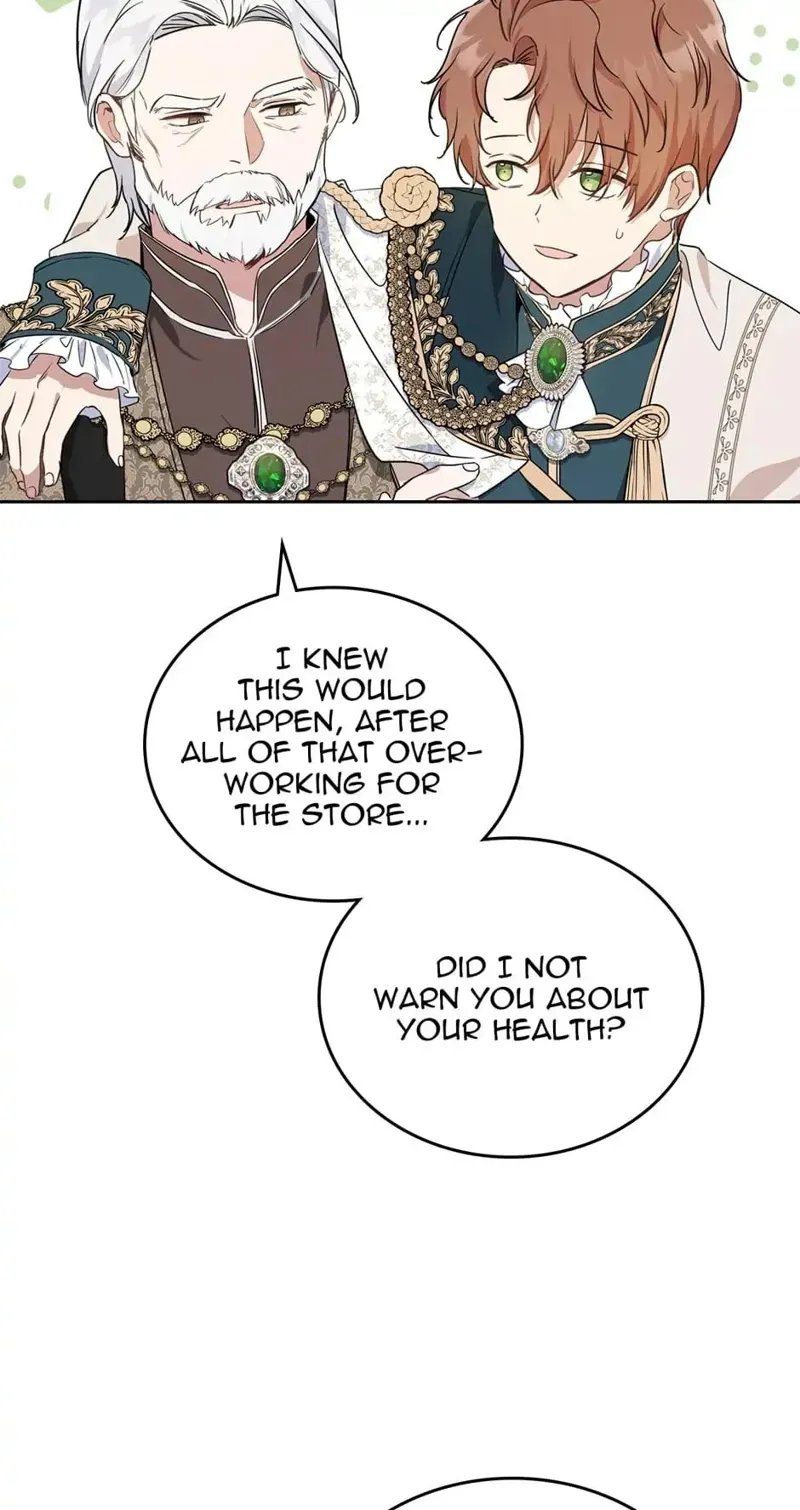 I KNEW
THIS WOULD
HAPPEN, AFTER
ALL OF THAT OVER-
WORKING FOR
THE STORE...
DID I NOT
WARN YOU ABOUT
YOUR HEALTH?